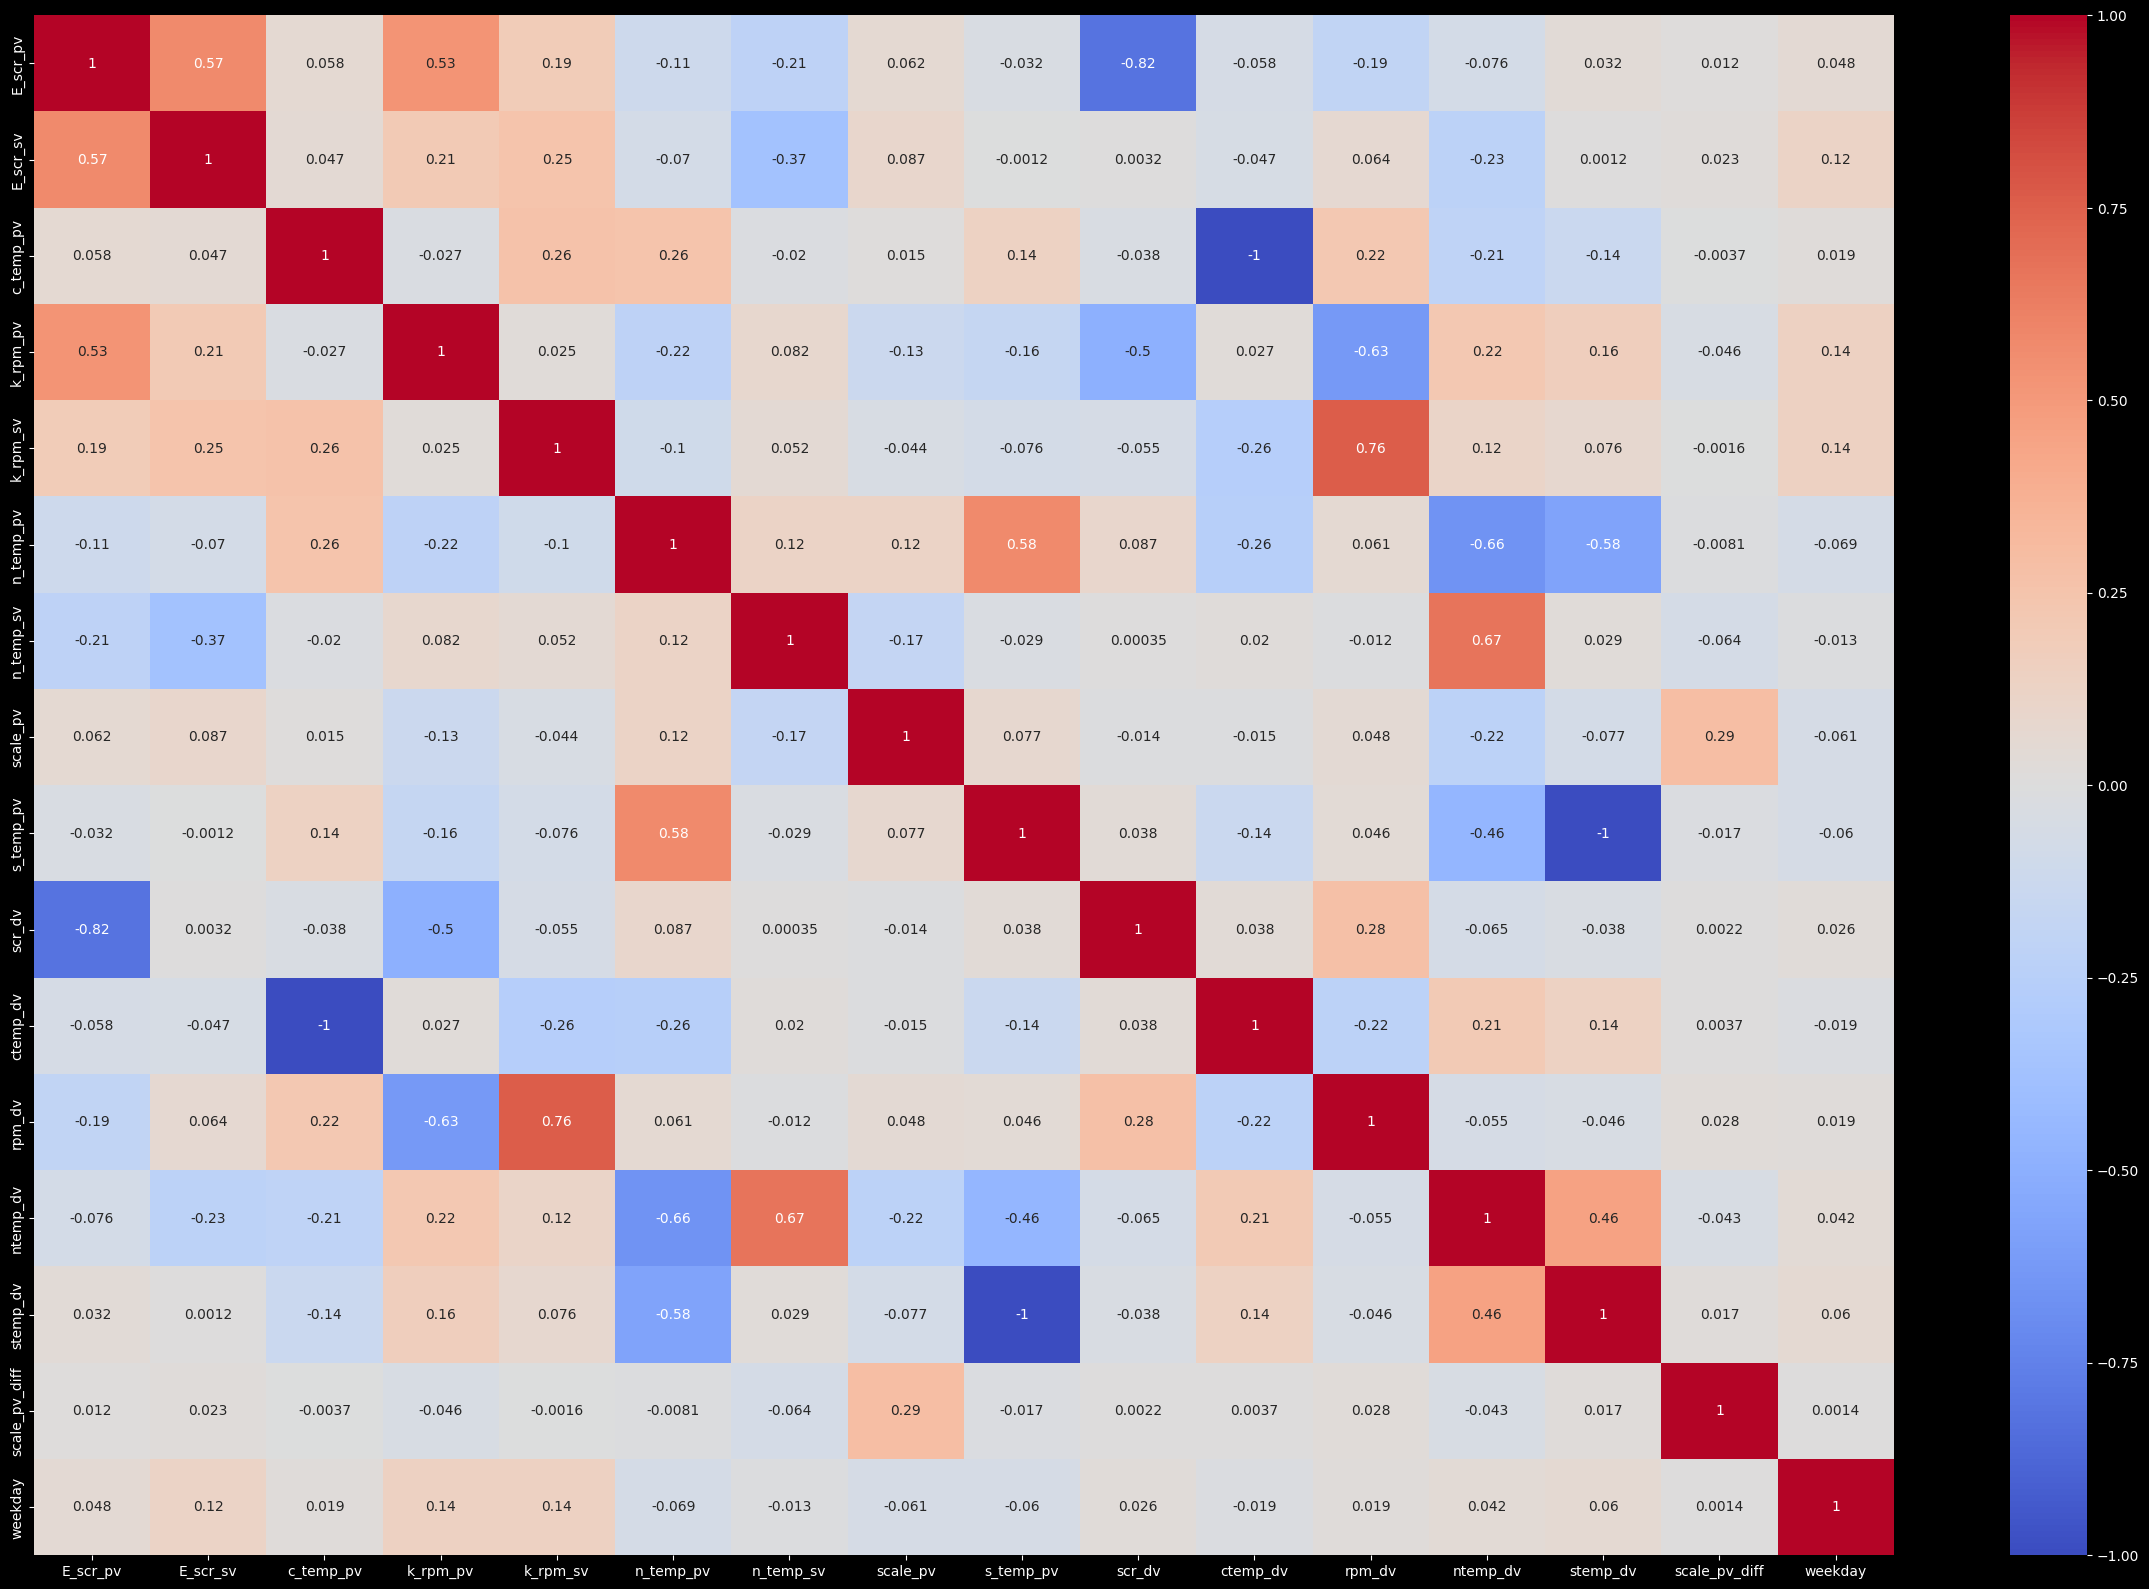 E_scr_pv 1 0.57 0.058 0.53 0.19 -0.11 -0.21 0.062 -0.032 -0.82 -0.058 -0.19 -0.076 0.032 0.012 0.048
E_scr_sv 0.57 1 0.047 0.21 0.25 -0.07 -0.37 0.087 -0.0012 0.0032 -0.047 0.064 -0.23 0.0012 0.023 0.12
c_temp_pv 0.058 0.047 1 -0.027 0.26 0.26 -0.02 0.015 0.14 -0.038 -1 0.22 -0.21 -0.14 -0.0037 0.019
k_rpm_pv 0.53 0.21 -0.027 1 0.025 -0.22 0.082 -0.13 -0.16 -0.5 0.027 -0.63 0.22 0.16 -0.046 0.14
k_rpm_sv 0.19 0.25 0.26 0.025 1 -0.1 0.052 -0.044 -0.076 -0.055 -0.26 0.76 0.12 0.076 -0.0016 0.14
n_temp_pv -0.11 -0.07 0.26 -0.22 -0.1 1 0.12 0.12 0.58 0.087 -0.26 0.061 -0.66 -0.58 -0.0081 -0.069
n_temp_sv -0.21 -0.37 -0.02 0.082 0.052 0.12 1 -0.17 -0.029 0.00035 0.02 -0.012 0.67 0.029 -0.064 -0.013
scale_pv 0.062 0.087 0.015 -0.13 -0.044 0.12 -0.17 1 0.077 -0.014 -0.015 0.048 -0.22 -0.077 0.29 -0.061
s_temp_pv -0.032 -0.0012 0.14 -0.16 -0.076 0.58 -0.029 0.077 1 0.038 -0.14 0.046 -0.46 -1 -0.017 -0.06
scr_dv -0.82 0.0032 -0.038 -0.5 -0.055 0.087 0.00035 -0.014 0.038 1 0.038 0.28 -0.065 -0.038 0.0022 0.026
ctemp_dv -0.058 -0.047 -1 0.027 -0.26 -0.26 0.02 -0.015 -0.14 0.038 1 -0.22 0.21 0.14 0.0037 -0.019
rpm_dv -0.19 0.064 0.22 -0.63 0.76 0.061 -0.012 0.048 0.046 0.28 -0.22 1 -0.055 -0.046 0.028 0.019
ntemp_dv -0.076 -0.23 -0.21 0.22 0.12 -0.66 0.67 -0.22 -0.46 -0.065 0.21 -0.055 1 0.46 -0.043 0.042
stemp_dv 0.032 0.0012 -0.14 0.16 0.076 -0.58 0.029 -0.077 -1 -0.038 0.14 -0.046 0.46 1 0.017 0.06
scale_pv_diff 0.012 0.023 -0.0037 -0.046 -0.0016 -0.0081 -0.064 0.29 -0.017 0.0022 0.0037 0.028 -0.043 0.017 1 0.0014
weekday 0.048 0.12 0.019 0.14 0.14 -0.069 -0.013 -0.061 -0.06 0.026 -0.019 0.019 0.042 0.06 0.0014 1
E_scr_pv E_scr_sv c_temp_pv k_rpm_pv k_rpm_sv n_temp_pv n_temp_sv scale_pv s_temp_pv scr_dv ctemp_dv rpm_dv ntemp_dv stemp_dv scale_pv_diff weekday
1.00
0.75
0.50
0.25
0.00
−0.25
−0.50
−0.75
−1.00